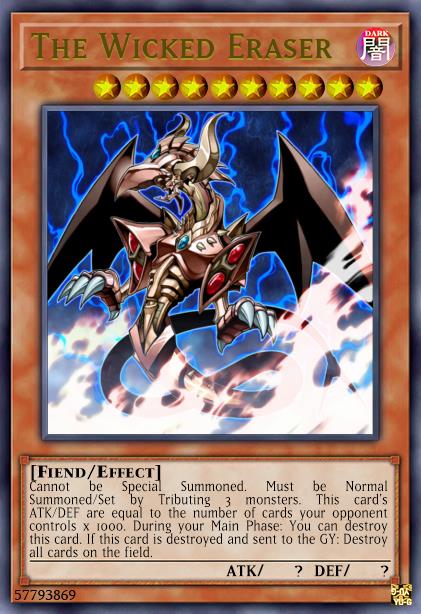 The Wicked Eraser
DARK
闇
[Fiend/Effect]
Cannot be Special Summoned. Must be Normal
Summoned/Set by Tributing 3 monsters. This card's
ATK/DEF are equal to the number of cards your opponent
controls x 1000. During your Main Phase: You can destroy
this card. If this card is destroyed and sent to the GY: Destroy
all cards on the field.
ATK/ ? DEF/ ?
57793869